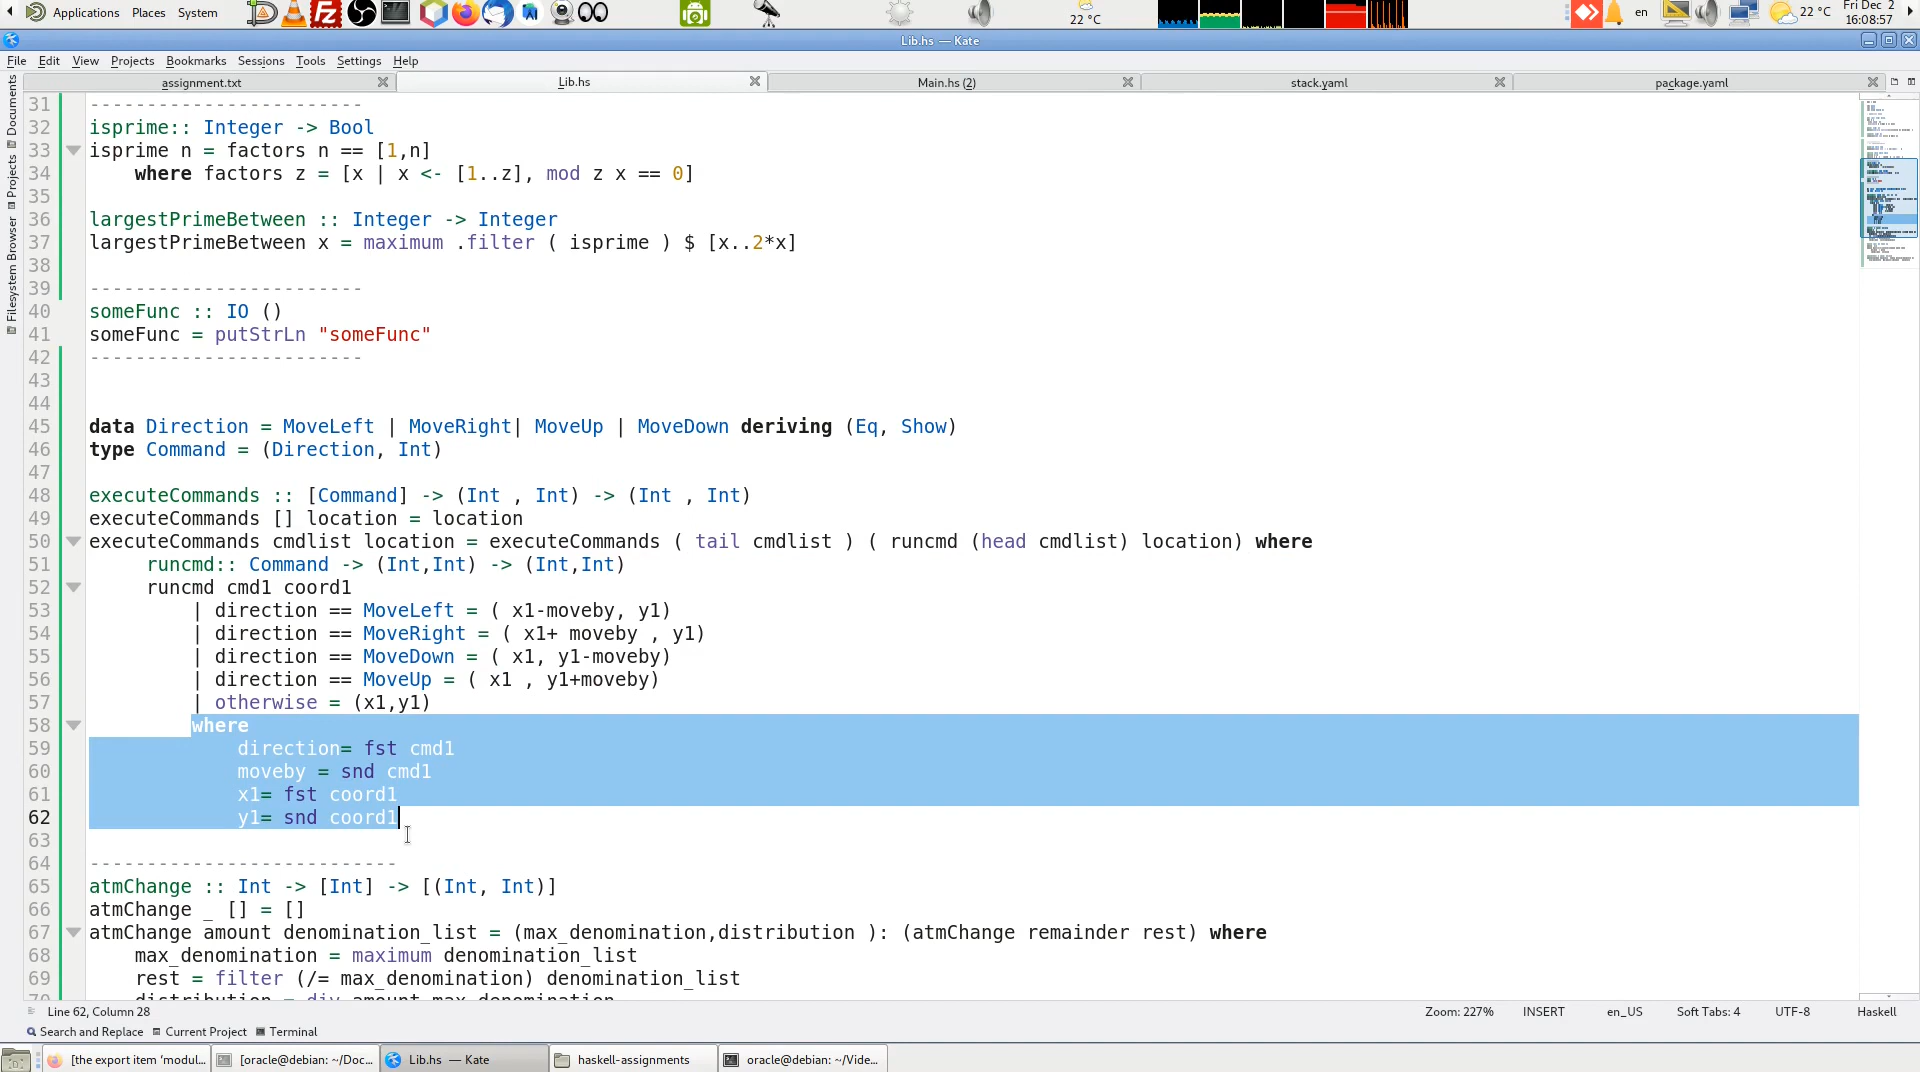 Applications Places System
22 °C
en
22 °C
Fri Dec 2
16:08:57
Lib.hs — Kate
File Edit View Projects Bookmarks Sessions Tools Settings Help
assignment.txt
Lib.hs
Main.hs (2)
stack.yaml
package.yaml
Documents
Projects
Filesystem Browser
31 ------------------------
32 isprime:: Integer -> Bool
33 isprime n = factors n == [1,n]
34     where factors z = [x | x <- [1..z], mod z x == 0]
35
36 largestPrimeBetween :: Integer -> Integer
37 largestPrimeBetween x = maximum .filter ( isprime ) $ [x..2*x]
38
39 ------------------------
40 someFunc :: IO ()
41 someFunc = putStrLn "someFunc"
42 ------------------------
43
44
45 data Direction = MoveLeft | MoveRight| MoveUp | MoveDown deriving (Eq, Show)
46 type Command = (Direction, Int)
47
48 executeCommands :: [Command] -> (Int , Int) -> (Int , Int)
49 executeCommands [] location = location
50 executeCommands cmdlist location = executeCommands ( tail cmdlist ) ( runcmd (head cmdlist) location) where
51      runcmd:: Command -> (Int,Int) -> (Int,Int)
52      runcmd cmd1 coord1
53          | direction == MoveLeft = ( x1-moveby, y1)
54          | direction == MoveRight = ( x1+ moveby , y1)
55          | direction == MoveDown = ( x1, y1-moveby)
56          | direction == MoveUp = ( x1 , y1+moveby)
57          | otherwise = (x1,y1)
58          where
59              direction= fst cmd1
60              moveby = snd cmd1
61              x1= fst coord1
62              y1= snd coord1
63
64 ---------------------------
65 atmChange :: Int -> [Int] -> [(Int, Int)]
66 atmChange _ [] = []
67 atmChange amount denomination_list = (max_denomination,distribution ): (atmChange remainder rest) where
68     max_denomination = maximum denomination_list
69     rest = filter (/= max_denomination) denomination_list
70     distribution = div amount max_denomination
Line 62, Column 28
Zoom: 227%
INSERT
en_US
Soft Tabs: 4
UTF-8
Haskell
Search and Replace Current Project Terminal
[the export item ‘modul...
[oracle@debian: ~/Doc...
Lib.hs — Kate
haskell-assignments
oracle@debian: ~/Vide...